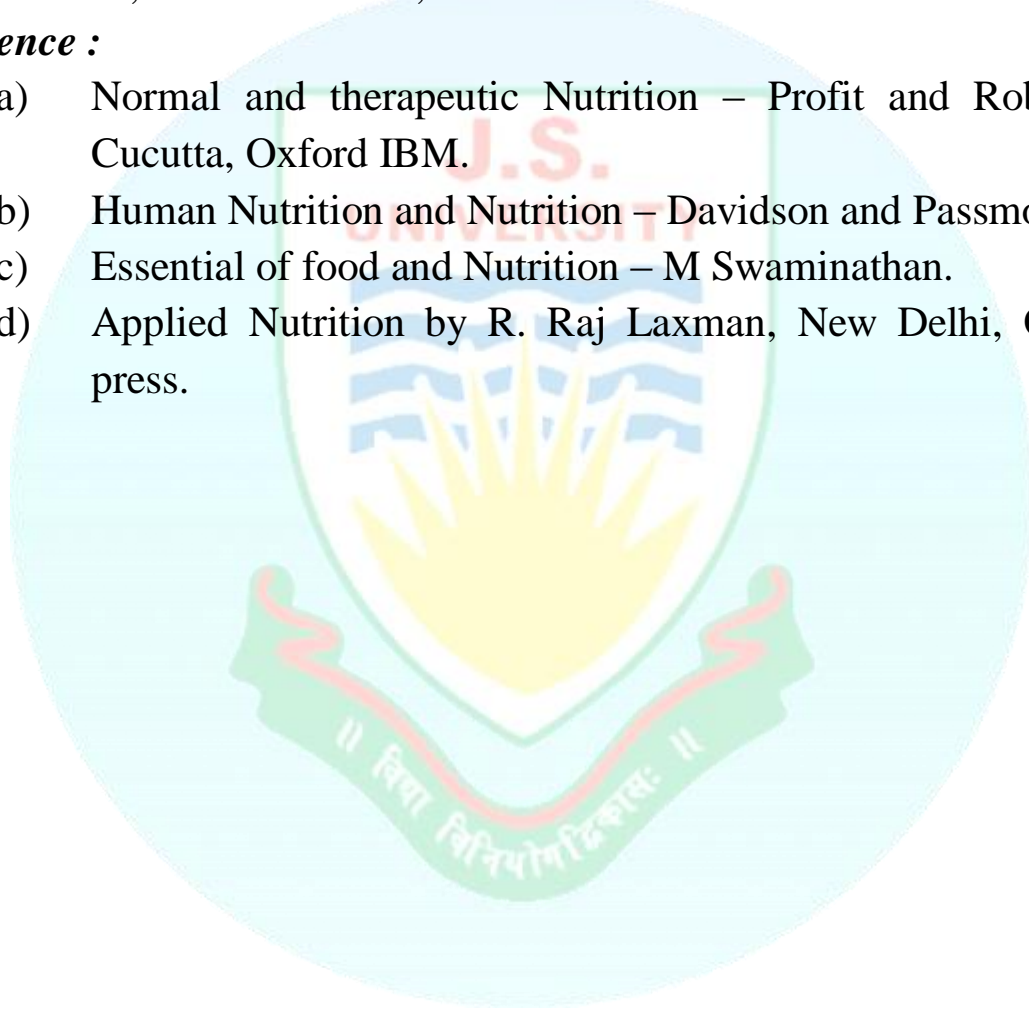 ence :
a) Normal and therapeutic Nutrition – Profit and Rob
Cucutta, Oxford IBM.
b) Human Nutrition and Nutrition – Davidson and Passmo
c) Essential of food and Nutrition – M Swaminathan.
d) Applied Nutrition by R. Raj Laxman, New Delhi,
press.
J.S.
UNIVERSITY
॥ विद्या विनियोगाद्विकासः ॥